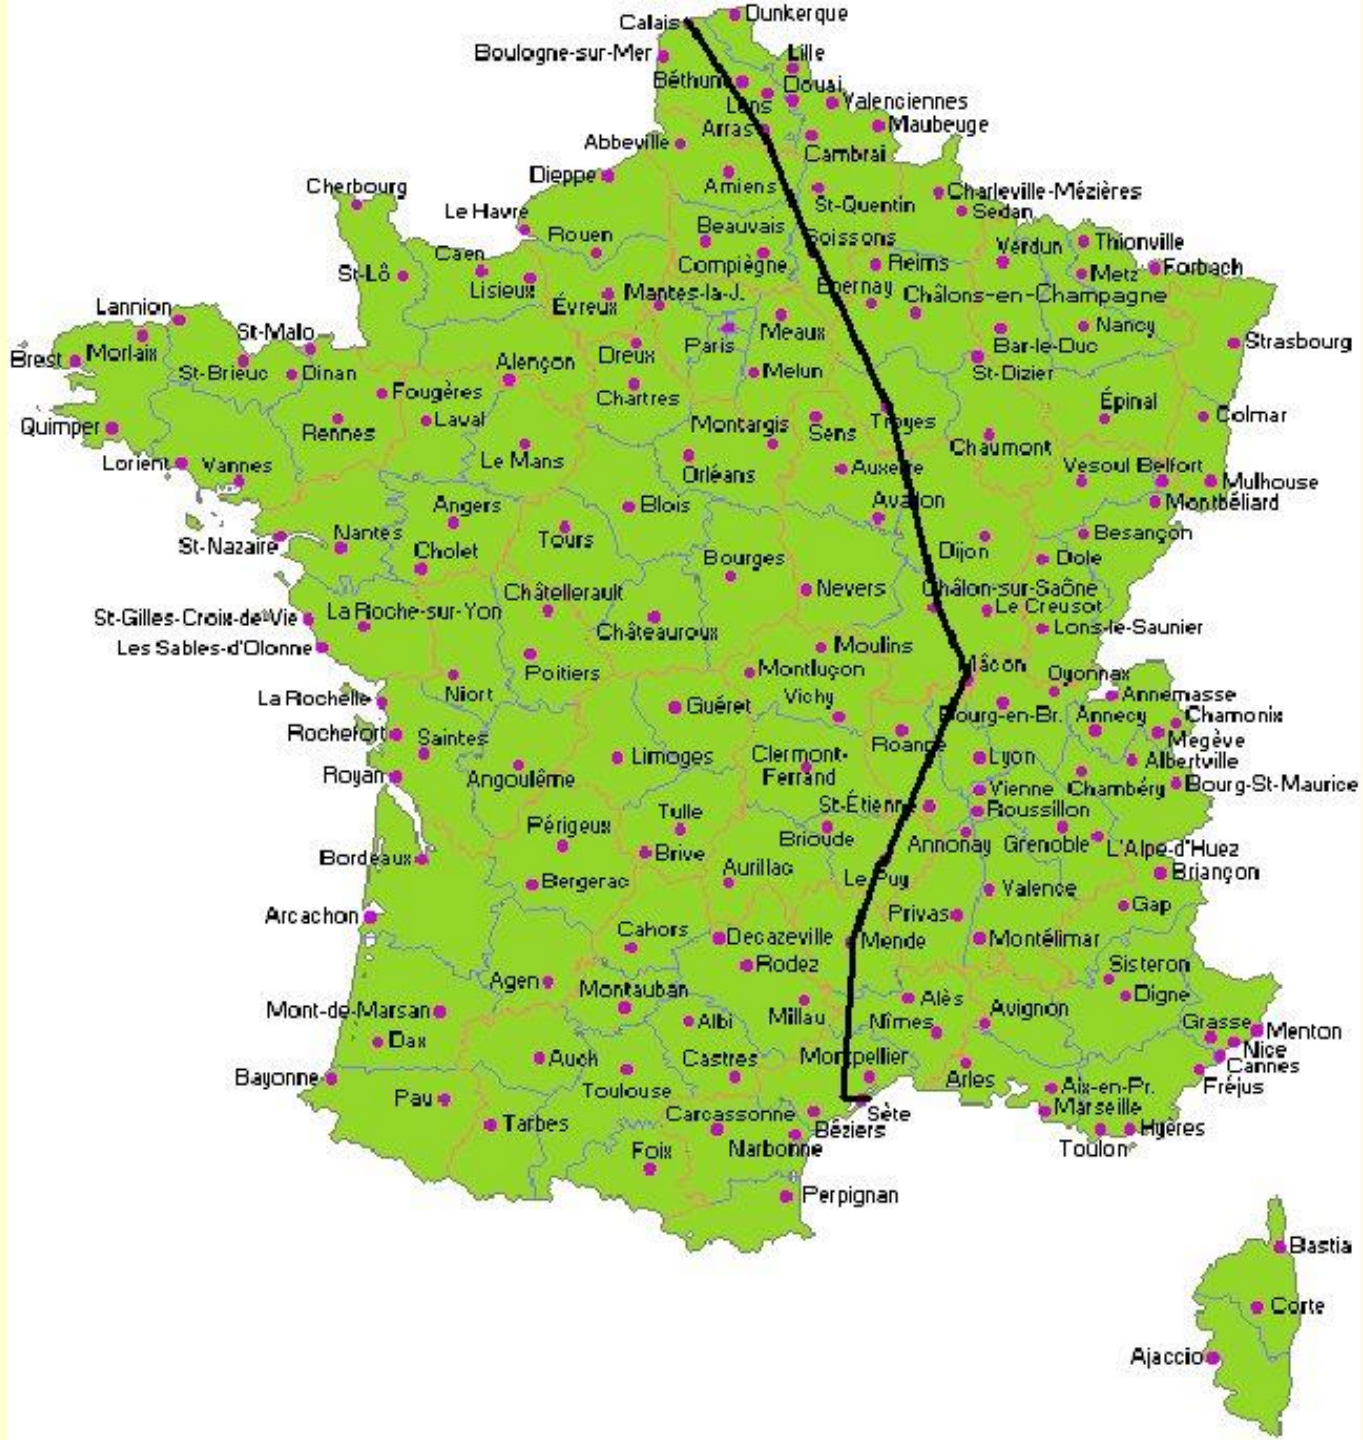 Calais
Dunkerque
Boulogne-sur-Mer
Lille
Béthune
Douai
Lens
Valenciennes
Arras
Maubeuge
Abbeville
Cambrai
Dieppe
Amiens
Cherbourg
St-Quentin
Charleville-Mézières
Sedan
Le Havre
Rouen
Beauvais
Soissons
Verdun
Thionville
Caen
Compiègne
Reims
Metz
Forbach
St-Lô
Lisieux
Évreux
Mantes-la-J.
Epernay
Châlons-en-Champagne
Lannion
Meaux
Nancy
St-Malo
Paris
Bar-le-Duc
Strasbourg
Brest
Morlaix
St-Brieuc
Dinan
Alençon
Dreux
Melun
St-Dizier
Fougères
Chartres
Épinal
Colmar
Quimper
Rennes
Laval
Montargis
Sens
Troyes
Chaumont
Lorient
Vannes
Le Mans
Orléans
Auxerre
Vesoul
Belfort
Mulhouse
Angers
Blois
Avallon
Montbéliard
St-Nazaire
Nantes
Cholet
Tours
Bourges
Dijon
Besançon
Dole
Châtellerault
Nevers
Châlon-sur-Saône
St-Gilles-Croix-de-Vie
La Roche-sur-Yon
Châteauroux
Le Creusot
Lons-le-Saunier
Les Sables-d'Olonne
Poitiers
Moulins
Montluçon
Mâcon
Oyonnax
La Rochelle
Niort
Guéret
Vichy
Bourg-en-Br.
Annecy
Annemasse
Chamonix
Rochefort
Saintes
Roanne
Megève
Royan
Angoulême
Limoges
Clermont-
Ferrand
Lyon
Albertville
Vienne
Chambéry
Bourg-St-Maurice
Tulle
St-Étienne
Roussillon
Périgueux
Brioude
Annonay
Grenoble
L'Alpe-d'Huez
Bordeaux
Brive
Aurillac
Le Puy
Valence
Briançon
Bergerac
Arcachon
Privas
Gap
Cahors
Decazeville
Mende
Montélimar
Rodez
Sisteron
Agen
Montauban
Millau
Alès
Digne
Mont-de-Marsan
Albi
Nîmes
Avignon
Grasse
Menton
Dax
Auch
Castres
Montpellier
Nice
Bayonne
Toulouse
Arles
Cannes
Pau
Aix-en-Pr.
Fréjus
Tarbes
Carcassonne
Sète
Marseille
Béziers
Hyères
Foix
Narbonne
Toulon
Perpignan
Bastia
Corte
Ajaccio